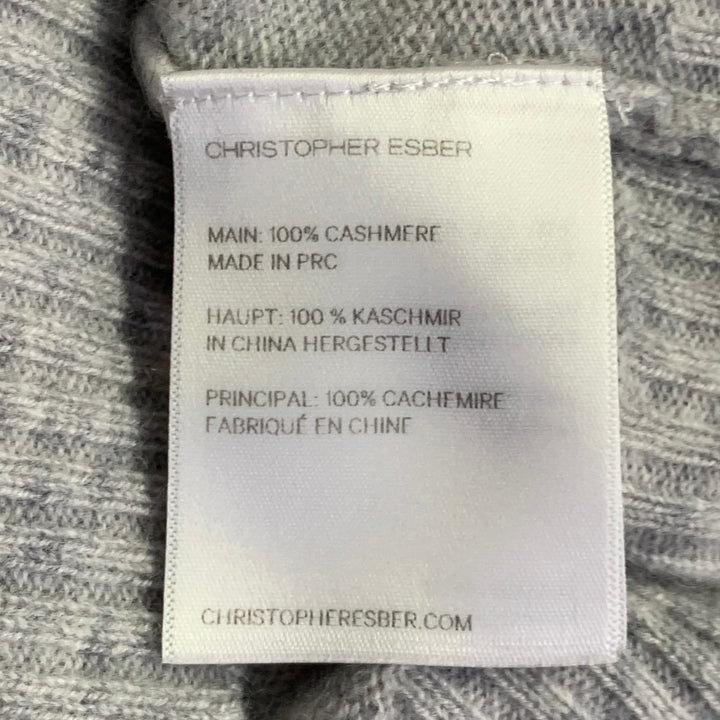 CHRISTOPHER ESBER
MAIN: 100% CASHMERE
MADE IN PRC
HAUPT: 100 % KASCHMIR
IN CHINA HERGESTELLT
PRINCIPAL: 100% CACHEMIRE
FABRIQUÉ EN CHINE
CHRISTOPHERESBER.COM